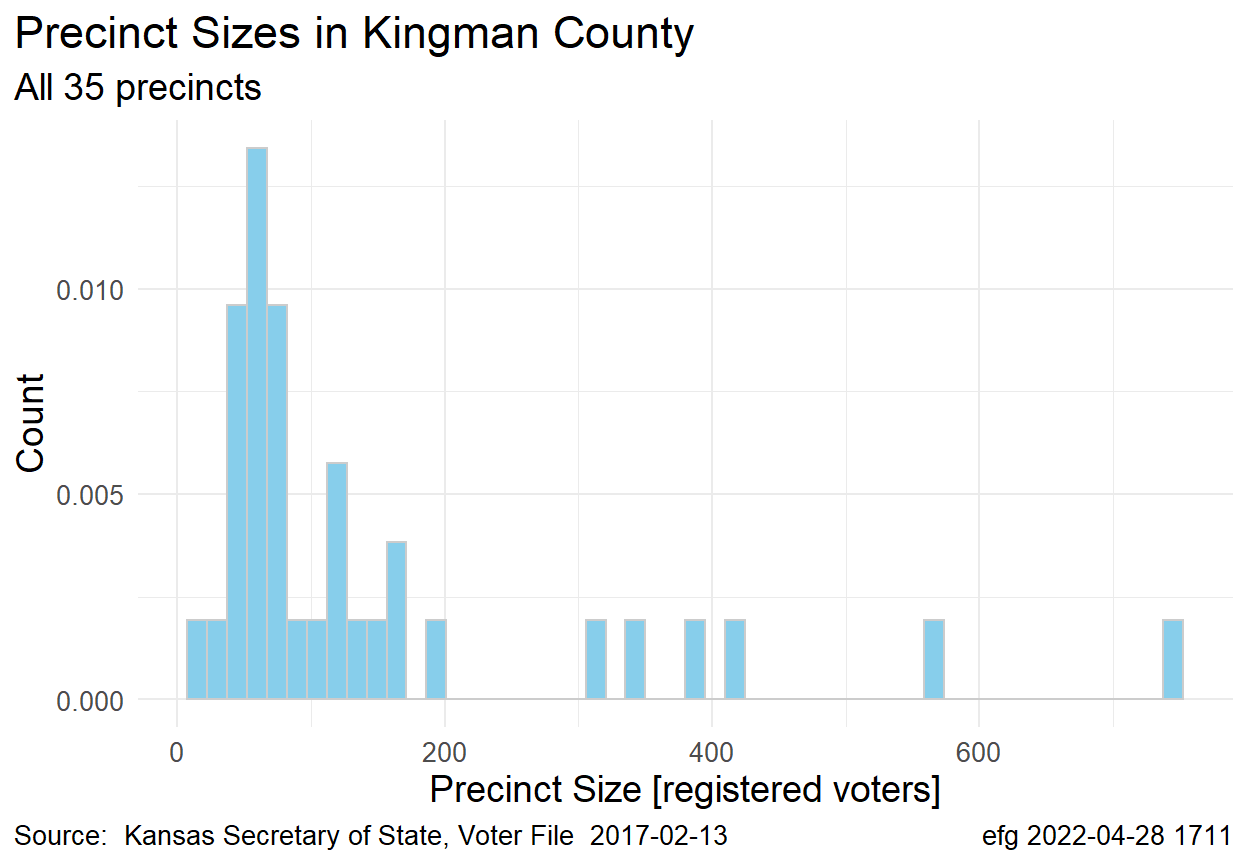 Precinct Sizes in Kingman County
All 35 precincts
Count
0.010
0.005
0.000
0 200 400 600
Precinct Size [registered voters]
Source:  Kansas Secretary of State, Voter File  2017-02-13
efg 2022-04-28 1711